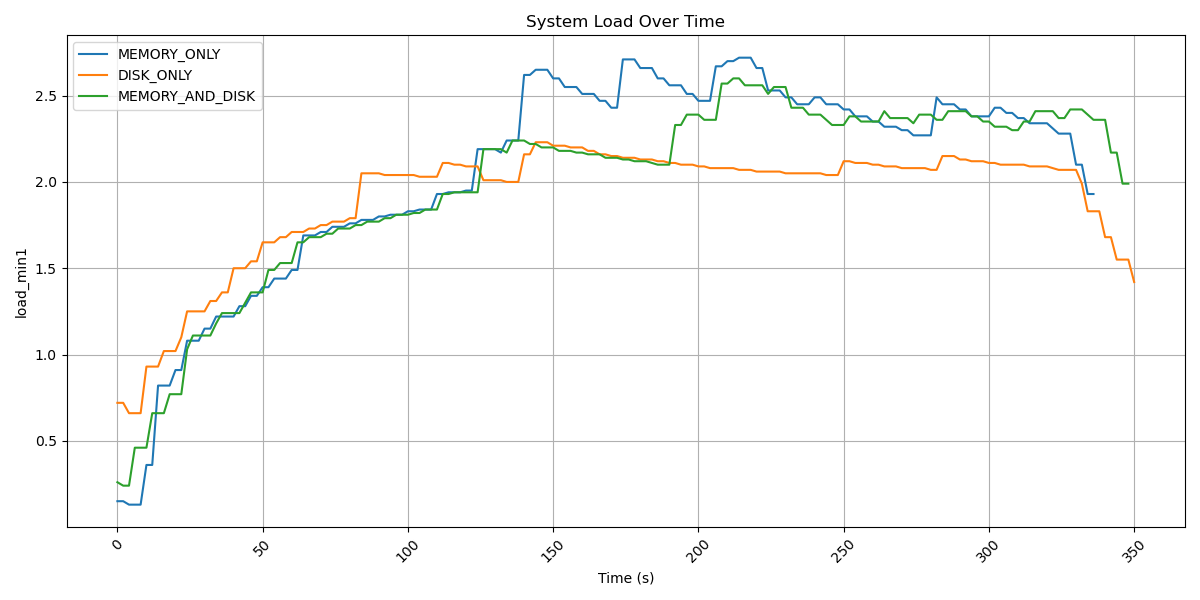 System Load Over Time
MEMORY_ONLY
DISK_ONLY
MEMORY_AND_DISK
load_min1
2.5
2.0
1.5
1.0
0.5
0
50
100
150
200
250
300
350
Time (s)